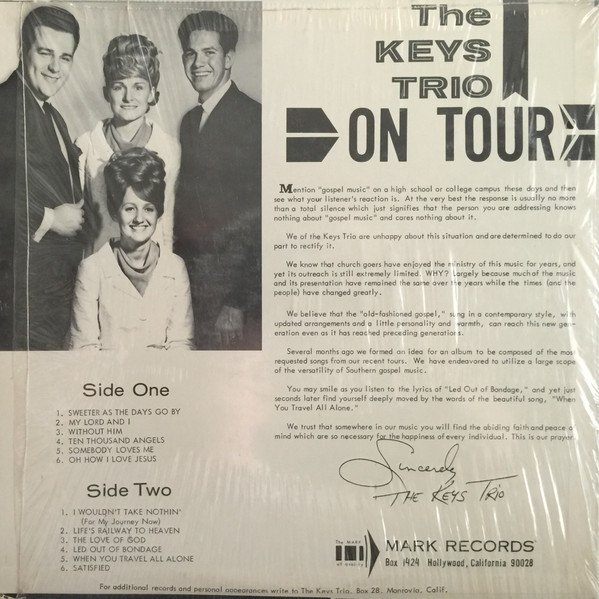 The
KEYS
TRIO
ON TOUR
Mention "gospel music" on a high school or college campus these days and then
see what your listener's reaction is. At the very best the response is usually no more
than a total silence which just signifies that the person you are addressing knows
nothing about "gospel music" and cares nothing about it.
We of the Keys Trio are unhappy about this situation and are determined to do our
part to rectify it.
We know that church goers have enjoyed the ministry of this music for years, and
yet its outreach is still extremely limited. WHY? Largely because much of the music
and its presentation have remained the same over the years while the times (and the
people) have changed greatly.
We believe that the "old-fashioned gospel," sung in a contemporary style, with
updated arrangements and a little personality and warmth, can reach this new gen-
eration even as it has reached preceding generations.
Several months ago we formed an idea for an album to be composed of the most
requested songs from our recent tours. We have endeavored to utilize a large scope
of the versatility of Southern gospel music.
You may smile as you listen to the lyrics of "Led Out of Bondage," and yet just
seconds later find yourself deeply moved by the words of the beautiful song, "When
You Travel All Alone."
We trust that somewhere in our music you will find the abiding faith and peace of
mind which are so necessary for the happiness of every individual. This is our prayer.
Sincerely
THE KEYS TRIO
Side One
1. SWEETER AS THE DAYS GO BY
2. MY LORD AND I
3. WITHOUT HIM
4. TEN THOUSAND ANGELS
5. SOMEBODY LOVES ME
6. OH HOW I LOVE JESUS
Side Two
1. I WOULDN'T TAKE NOTHIN'
(For My Journey Now)
2. LIFE'S RAILWAY TO HEAVEN
3. THE LOVE OF GOD
4. LED OUT OF BONDAGE
5. WHEN YOU TRAVEL ALL ALONE
6. SATISFIED
The MARK
of QUALITY
MARK RECORDS
Box 1424 Hollywood, California 90028
For additional records and personal appearances write to The Keys Trio, Box 28, Monrovia, Calif.